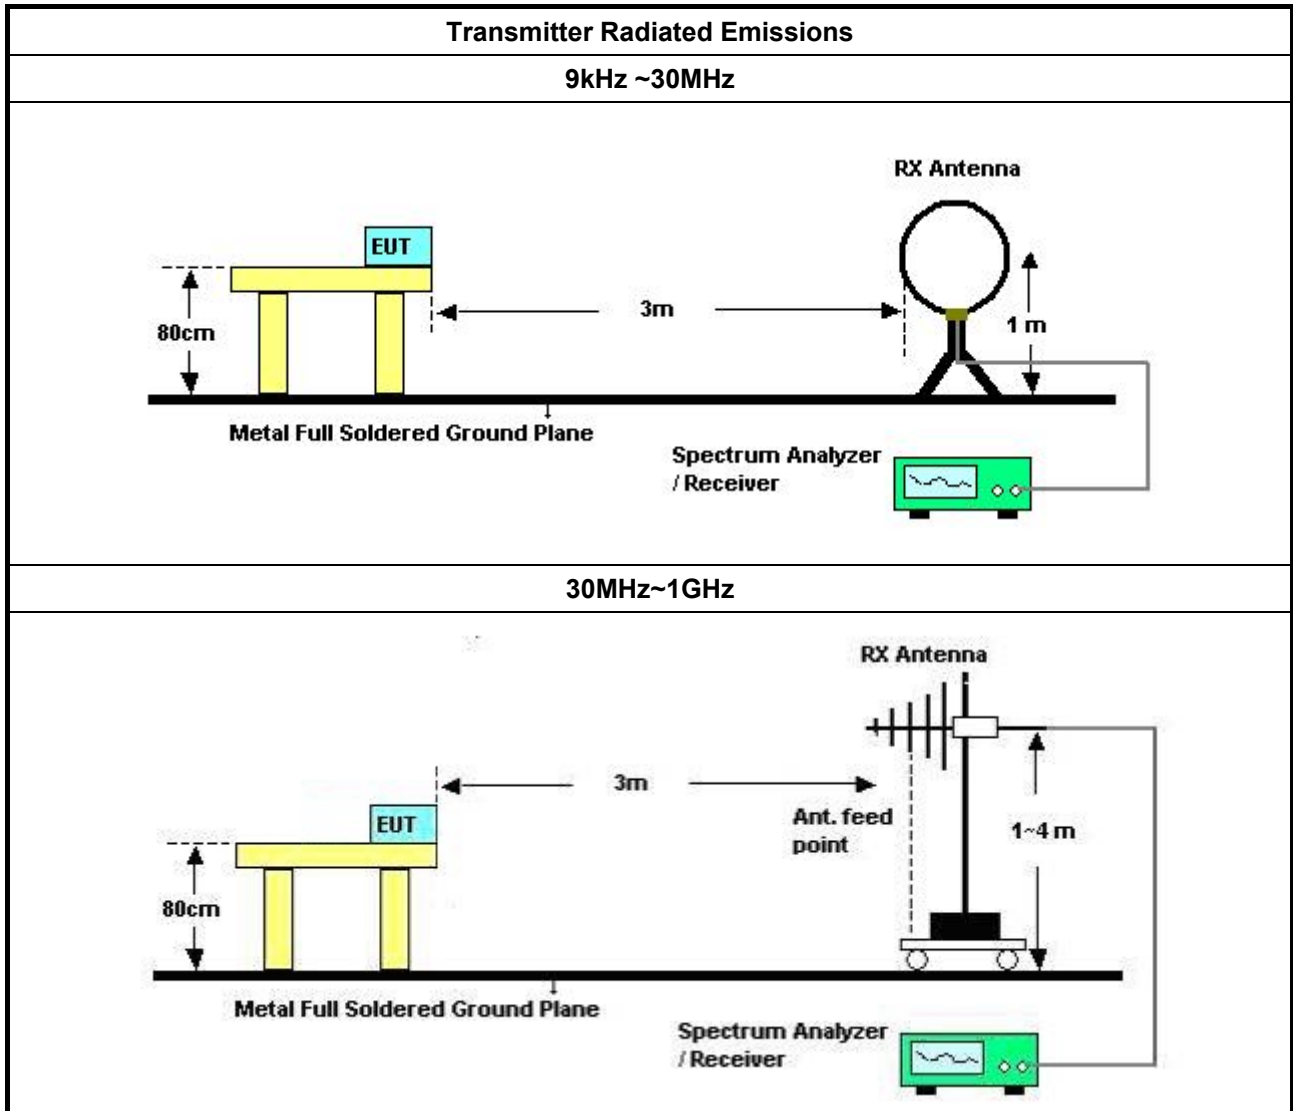 Transmitter Radiated Emissions
9kHz ~30MHz
RX Antenna
EUT
3m
80cm
1 m
Metal Full Soldered Ground Plane
Spectrum Analyzer
/ Receiver
30MHz~1GHz
RX Antenna
3m
EUT
Ant. feed
point
1~4 m
80cm
Metal Full Soldered Ground Plane
Spectrum Analyzer
/ Receiver